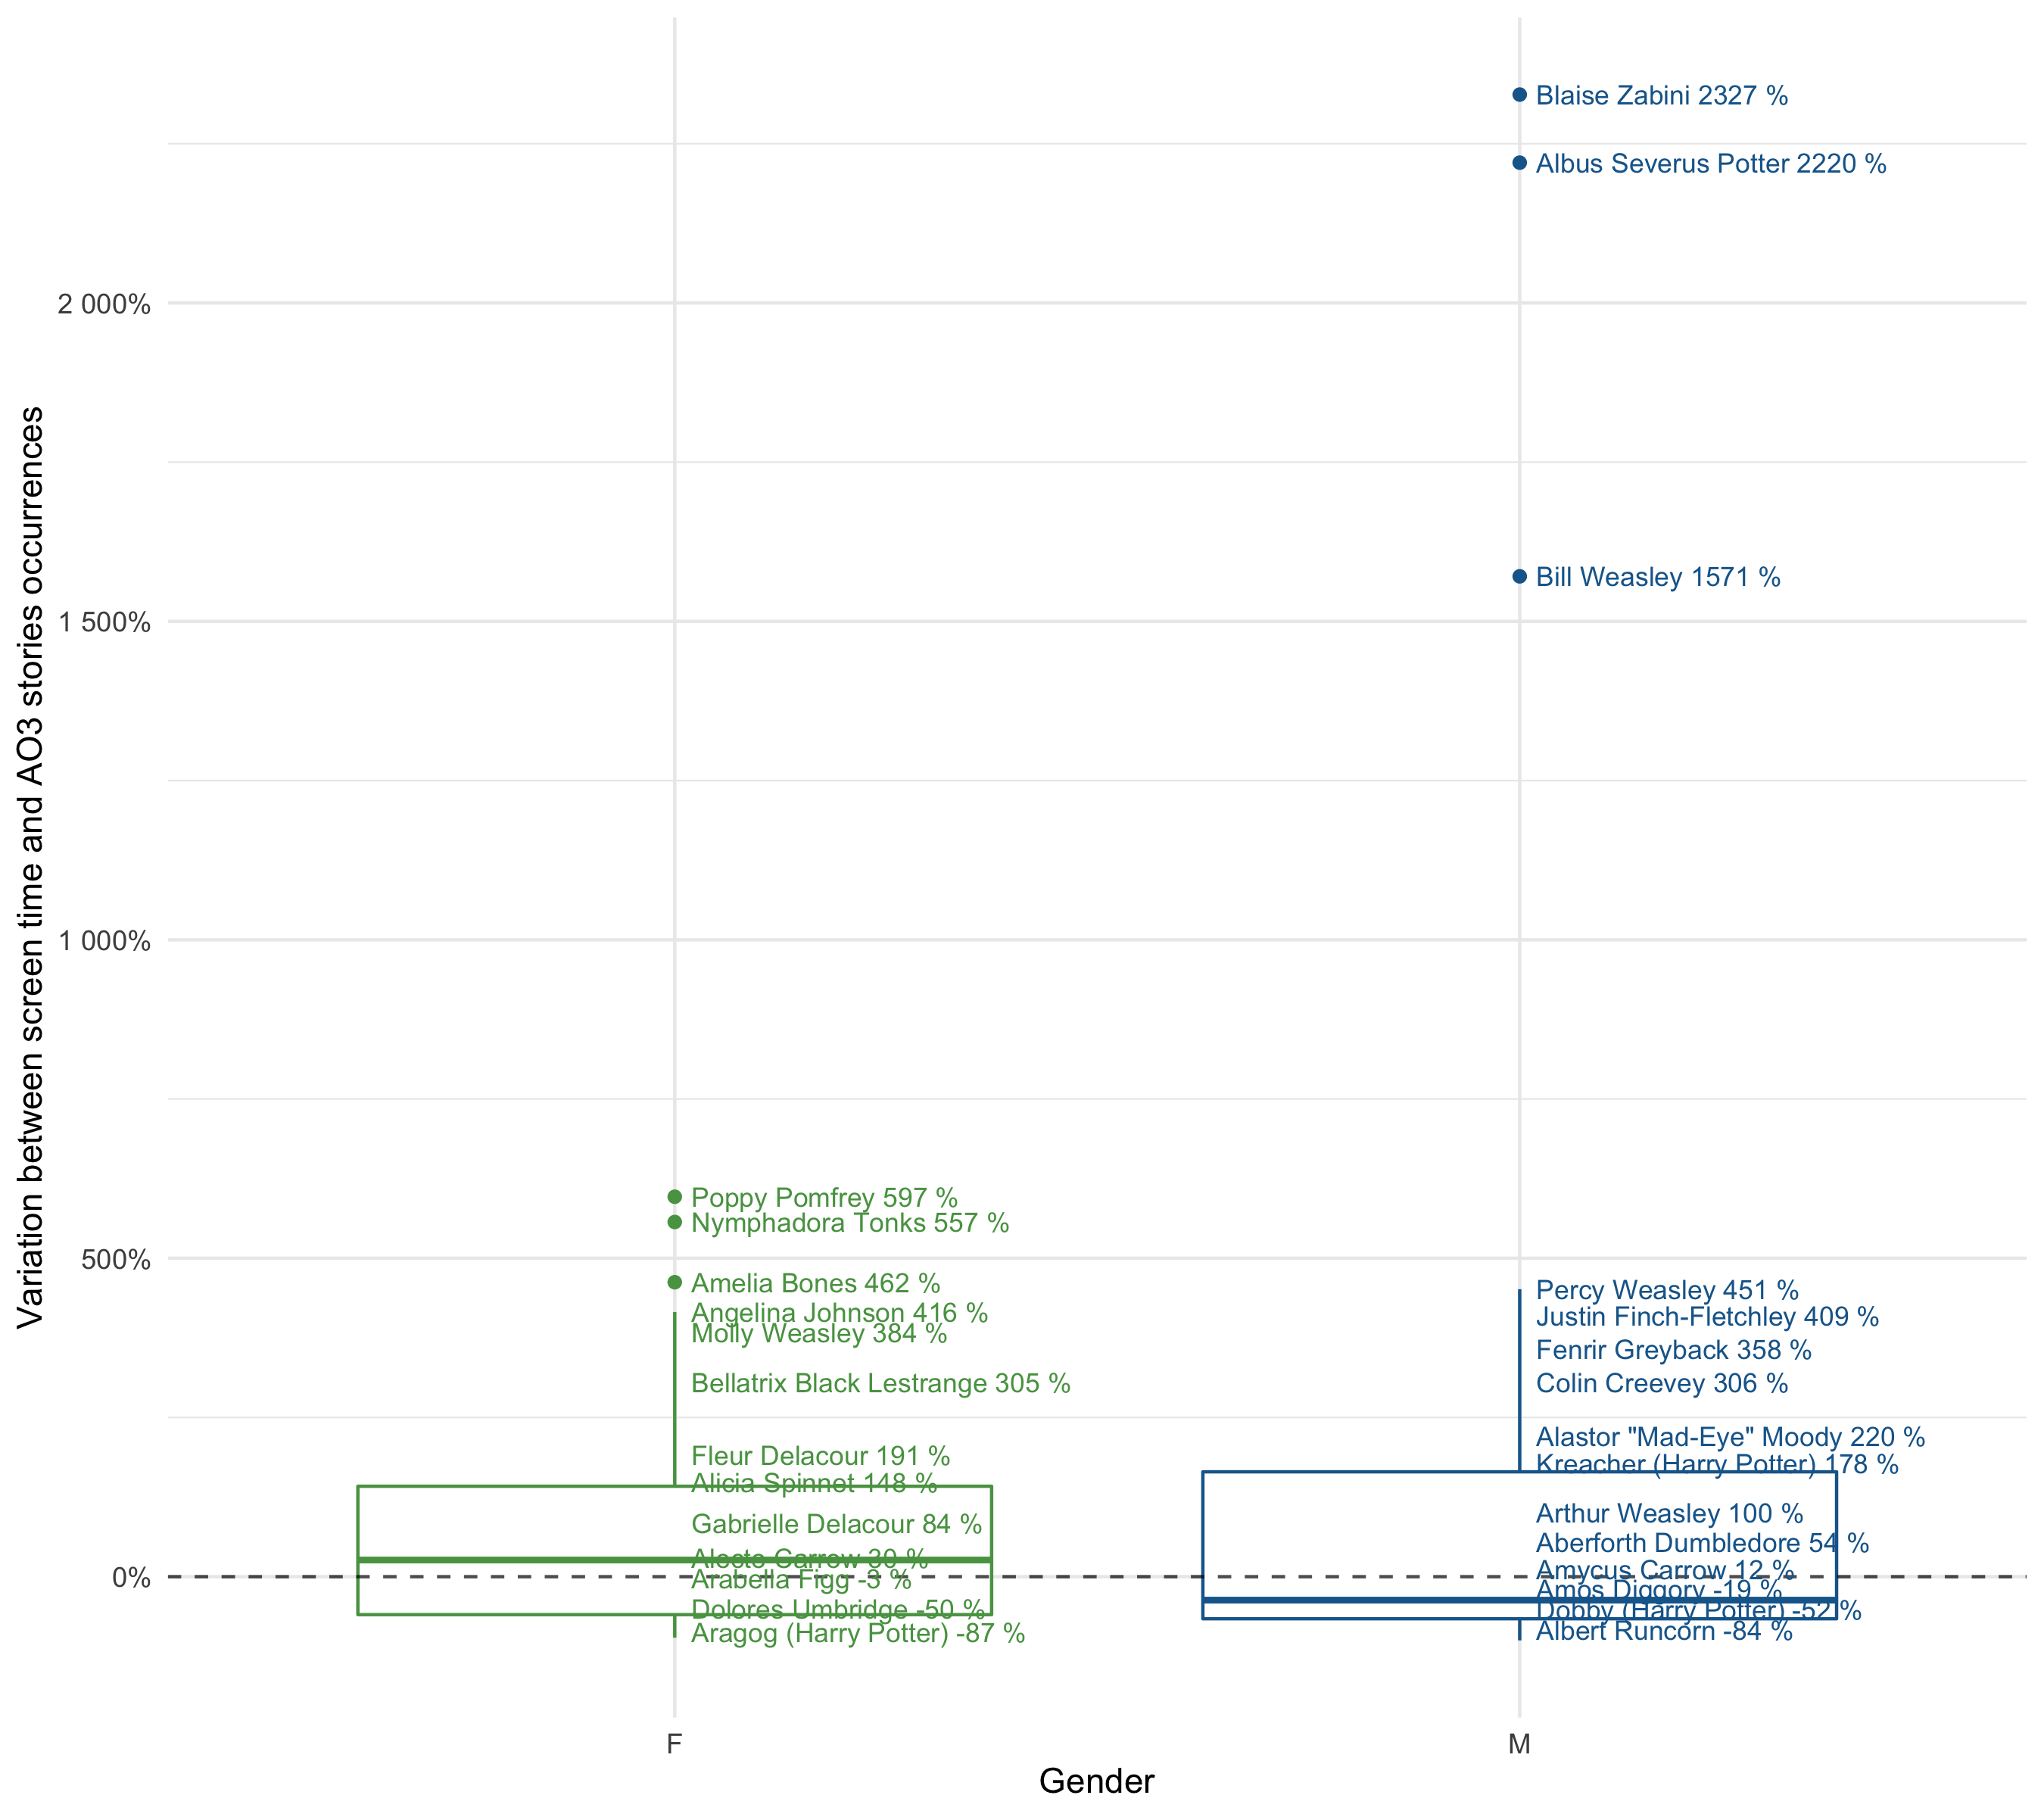 Variation between screen time and AO3 stories occurrences
2 000%
1 500%
1 000%
500%
0%
Poppy Pomfrey 597 %
Nymphadora Tonks 557 %
Amelia Bones 462 %
Angelina Johnson 416 %
Molly Weasley 384 %
Bellatrix Black Lestrange 305 %
Fleur Delacour 191 %
Alicia Spinnet 148 %
Gabrielle Delacour 84 %
Alecto Carrow 30 %
Arabella Figg -3 %
Dolores Umbridge -50 %
Aragog (Harry Potter) -87 %
Blaise Zabini 2327 %
Albus Severus Potter 2220 %
Bill Weasley 1571 %
Percy Weasley 451 %
Justin Finch-Fletchley 409 %
Fenrir Greyback 358 %
Colin Creevey 306 %
Alastor "Mad-Eye" Moody 220 %
Kreacher (Harry Potter) 178 %
Arthur Weasley 100 %
Aberforth Dumbledore 54 %
Amycus Carrow 12 %
Amos Diggory -19 %
Dobby (Harry Potter) -52 %
Albert Runcorn -84 %
F
M
Gender